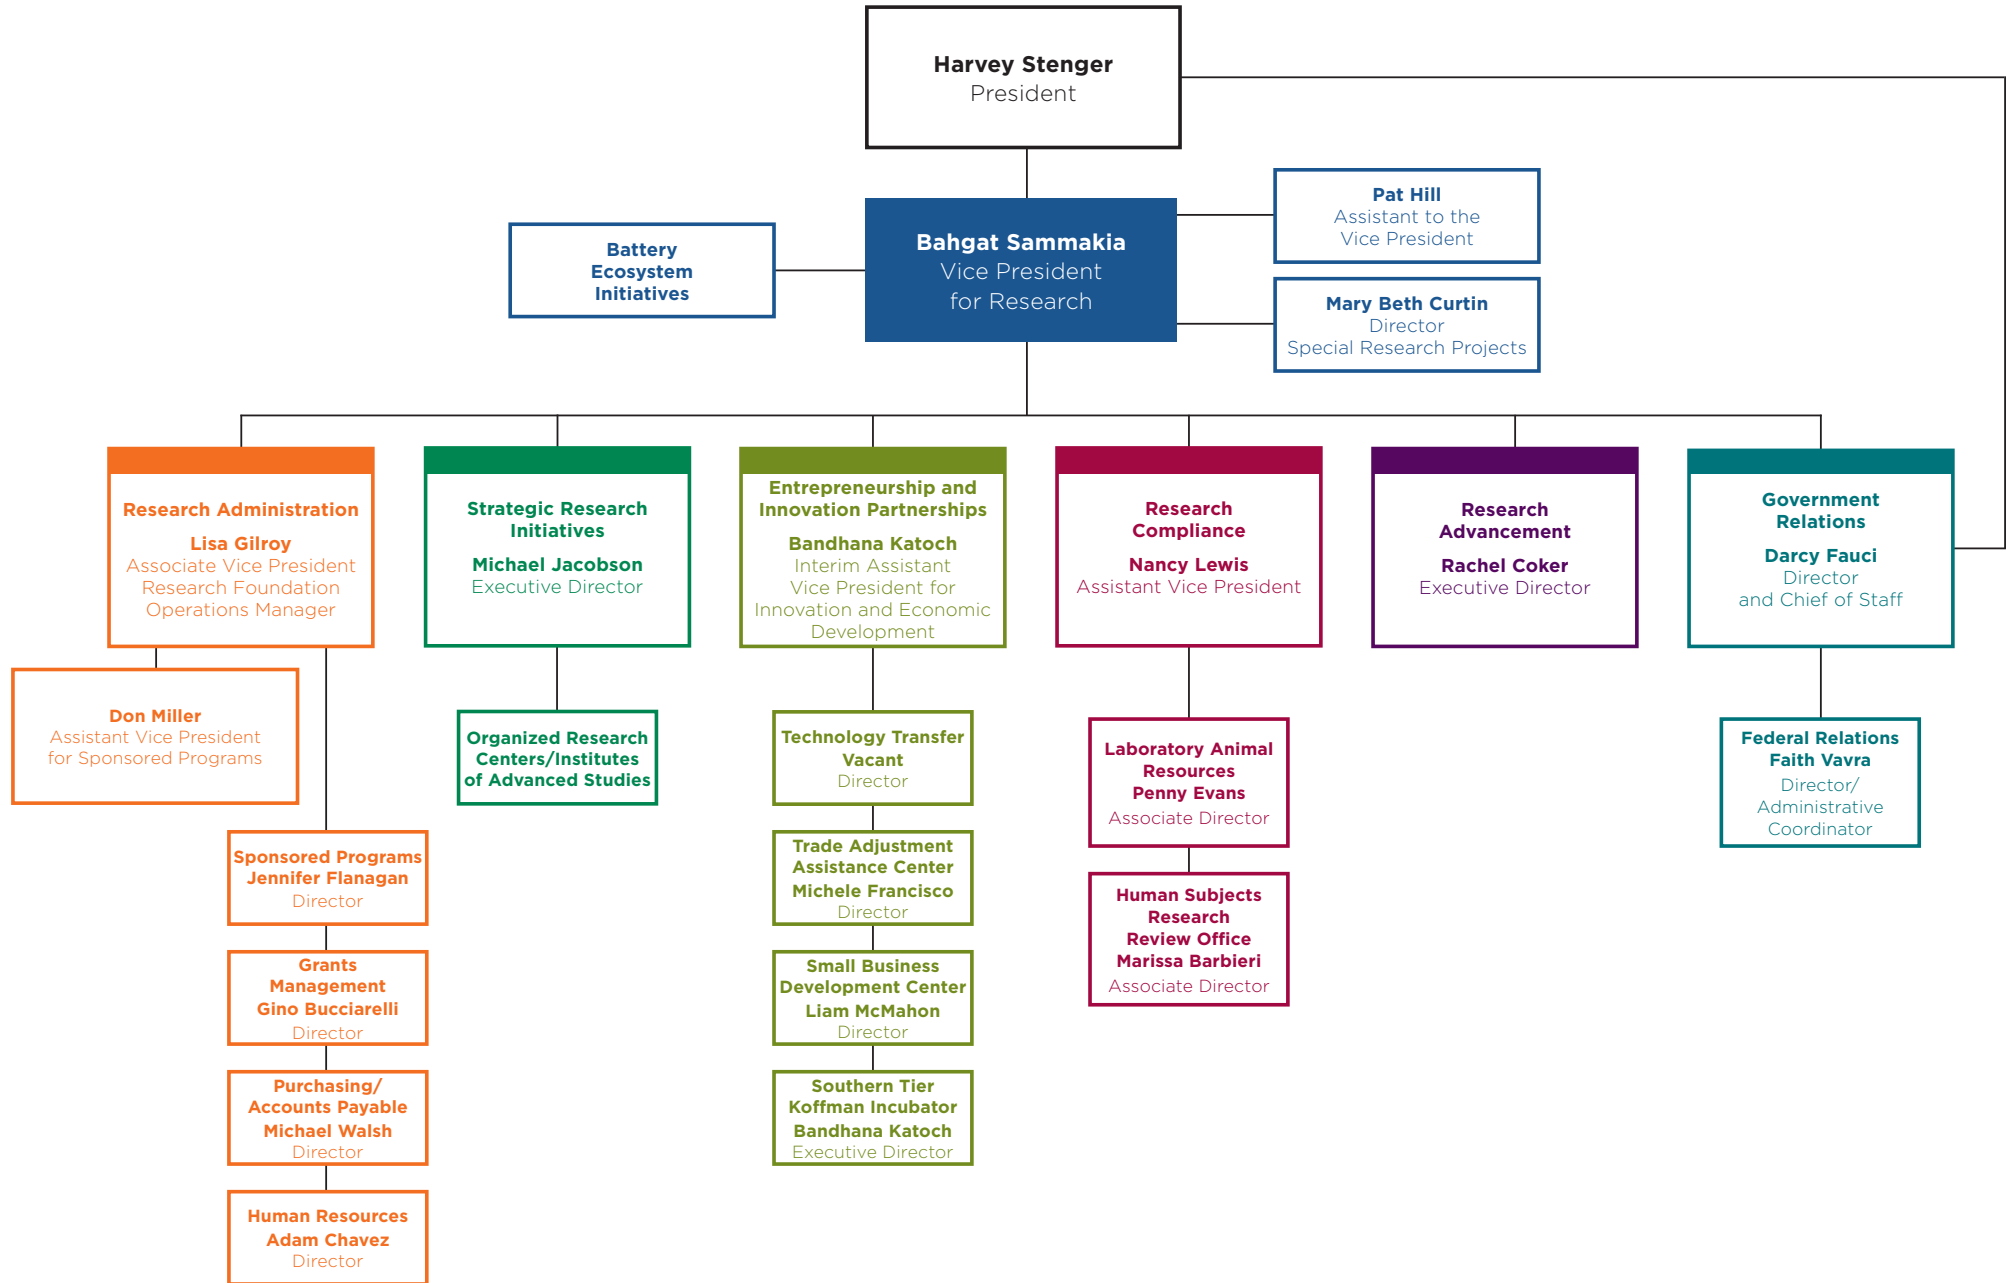 Harvey Stenger
President
Pat Hill
Assistant to the
Vice President
Bahgat Sammakia
Vice President
for Research
Battery
Ecosystem
Initiatives
Mary Beth Curtin
Director
Special Research Projects
Research Administration
Lisa Gilroy
Associate Vice President
Research Foundation
Operations Manager
Strategic Research
Initiatives
Michael Jacobson
Executive Director
Entrepreneurship and
Innovation Partnerships
Bandhana Katoch
Interim Assistant
Vice President for
Innovation and Economic
Development
Research
Compliance
Nancy Lewis
Assistant Vice President
Research
Advancement
Rachel Coker
Executive Director
Government
Relations
Darcy Fauci
Director
and Chief of Staff
Don Miller
Assistant Vice President
for Sponsored Programs
Sponsored Programs
Jennifer Flanagan
Director
Grants
Management
Gino Bucciarelli
Director
Purchasing/
Accounts Payable
Michael Walsh
Director
Human Resources
Adam Chavez
Director
Organized Research
Centers/Institutes
of Advanced Studies
Technology Transfer
Vacant
Director
Trade Adjustment
Assistance Center
Michele Francisco
Director
Small Business
Development Center
Liam McMahon
Director
Southern Tier
Koffman Incubator
Bandhana Katoch
Executive Director
Laboratory Animal
Resources
Penny Evans
Associate Director
Human Subjects
Research
Review Office
Marissa Barbieri
Associate Director
Federal Relations
Faith Vavra
Director/
Administrative
Coordinator